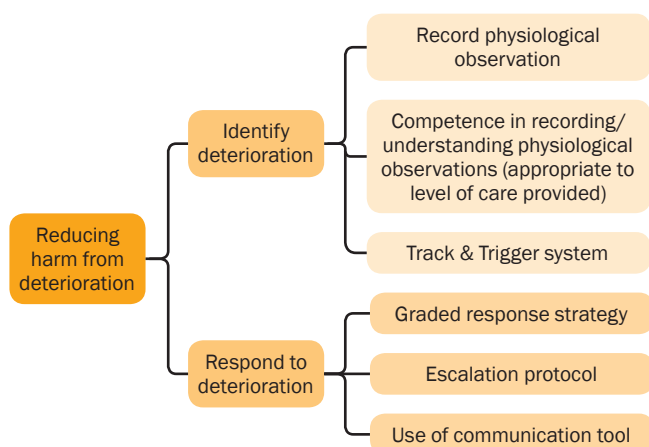 Record physiological
observation
Identify
deterioration
Competence in recording/
understanding physiological
observations (appropriate to
level of care provided)
Reducing
harm from
deterioration
Track & Trigger system
Graded response strategy
Respond to
deterioration
Escalation protocol
Use of communication tool